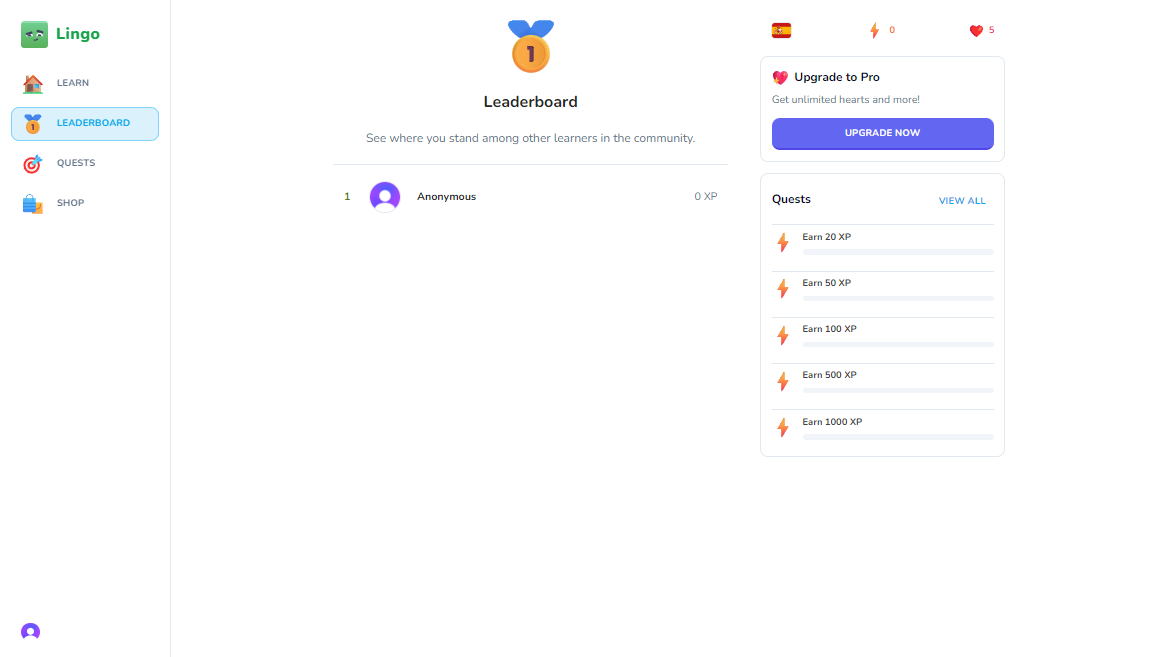 Lingo
LEARN
LEADERBOARD
QUESTS
SHOP
1
Leaderboard
See where you stand among other learners in the community.
1 Anonymous 0 XP
0 5
Upgrade to Pro
Get unlimited hearts and more!
UPGRADE NOW
Quests VIEW ALL
Earn 20 XP
Earn 50 XP
Earn 100 XP
Earn 500 XP
Earn 1000 XP